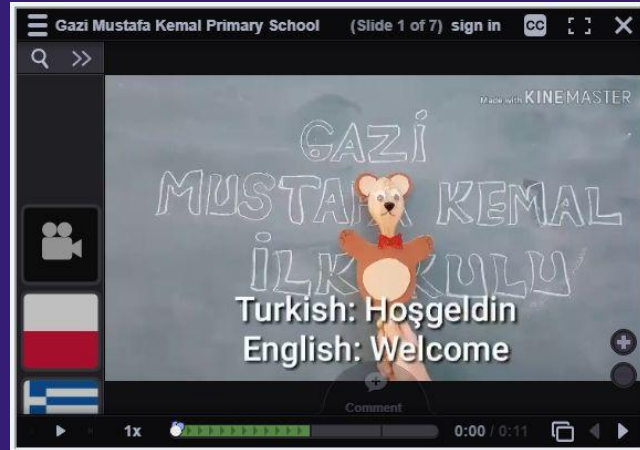 Gazi Mustafa Kemal Primary School (Slide 1 of 7) sign in CC
Made with KINEMASTER
GAZİ
MUSTAFA KEMAL
İLKOKULU
Turkish: Hoşgeldin
English: Welcome
Comment
1x 0:00 / 0:11